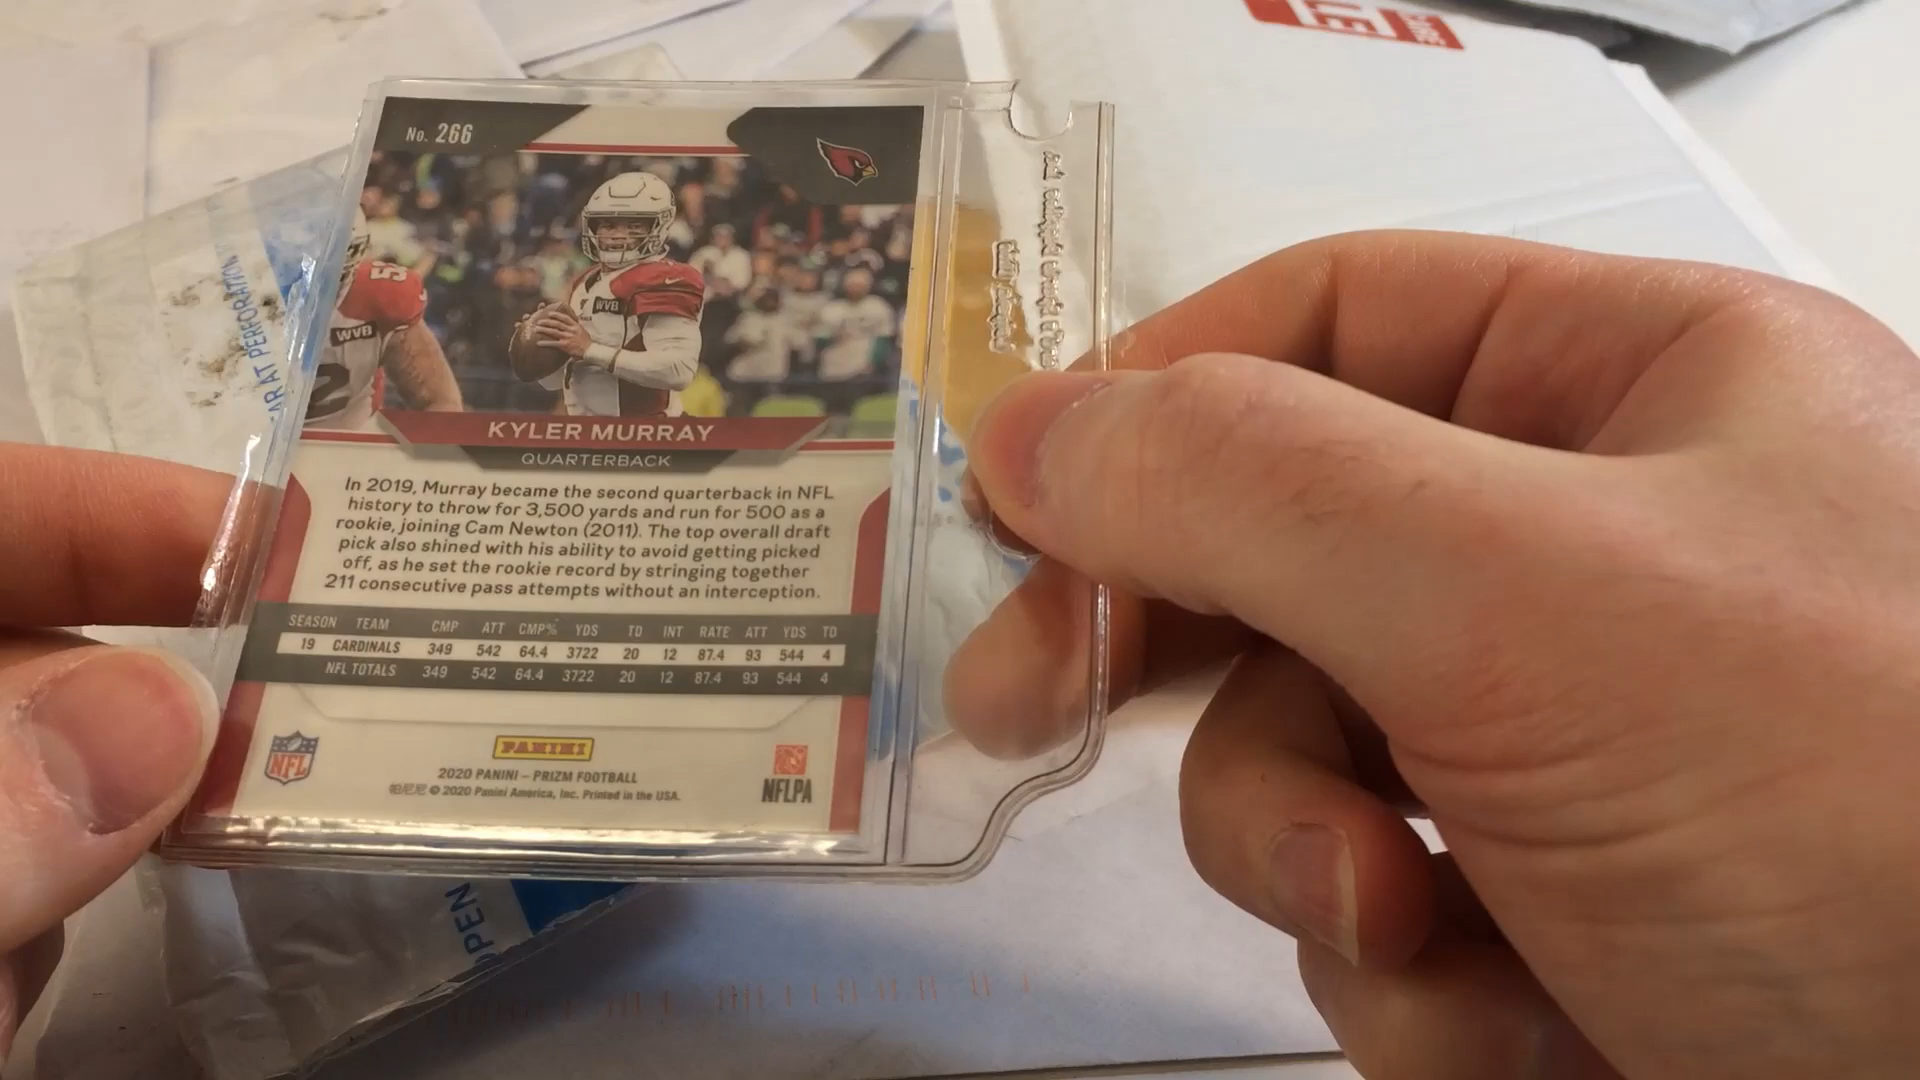 No. 266
WVB
WVB
KYLER MURRAY
QUARTERBACK
In 2019, Murray became the second quarterback in NFL
history to throw for 3,500 yards and run for 500 as a
rookie, joining Cam Newton (2011). The top overall draft
pick also shined with his ability to avoid getting picked
off, as he set the rookie record by stringing together
211 consecutive pass attempts without an interception.
SEASON TEAM CMP ATT CMP% YDS TD INT RATE ATT YDS TD
19 CARDINALS 349 542 64.4 3722 20 12 87.4 93 544 4
NFL TOTALS 349 542 64.4 3722 20 12 87.4 93 544 4
NFL
PANINI
NFLPA
2020 PANINI – PRIZM FOOTBALL
帕尼尼 © 2020 Panini America, Inc. Printed in the USA.
AT PERFORATION
OPEN